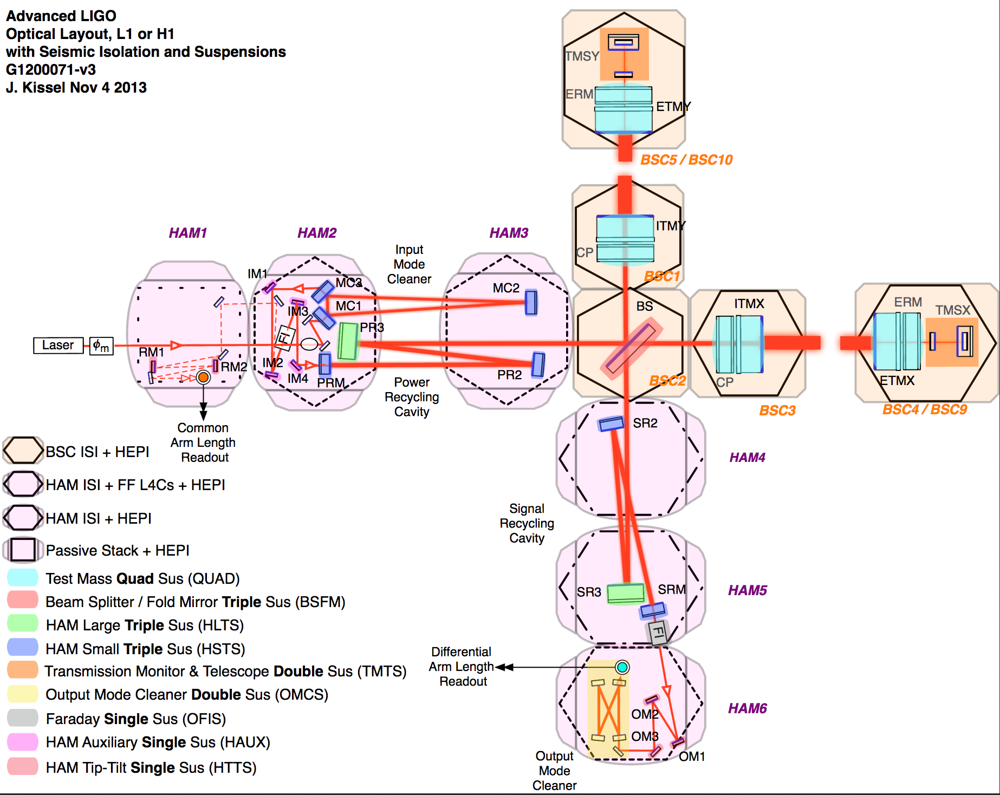 Advanced LIGO
Optical Layout, L1 or H1
with Seismic Isolation and Suspensions
G1200071-v3
J. Kissel Nov 4 2013
TMSY
ERM
ETMY
BSC5 / BSC10
ITMY
CP
BSC1
HAM1
HAM2
HAM3
Input
Mode
Cleaner
IM1
MC3
MC2
MC1
IM3
PR3
FI
Laser
ϕm
RM1
RM2
IM2
IM4
PRM
PR2
Power
Recycling
Cavity
BS
BSC2
ITMX
CP
BSC3
ERM
TMSX
ETMX
BSC4 / BSC9
Common
Arm Length
Readout
SR2
HAM4
Signal
Recycling
Cavity
SR3
SRM
HAM5
FI
Differential
Arm Length
Readout
OM2
HAM6
OM3
OM1
Output
Mode
Cleaner
BSC ISI + HEPI
HAM ISI + FF L4Cs + HEPI
HAM ISI + HEPI
Passive Stack + HEPI
Test Mass Quad Sus (QUAD)
Beam Splitter / Fold Mirror Triple Sus (BSFM)
HAM Large Triple Sus (HLTS)
HAM Small Triple Sus (HSTS)
Transmission Monitor & Telescope Double Sus (TMTS)
Output Mode Cleaner Double Sus (OMCS)
Faraday Single Sus (OFIS)
HAM Auxiliary Single Sus (HAUX)
HAM Tip-Tilt Single Sus (HTTS)